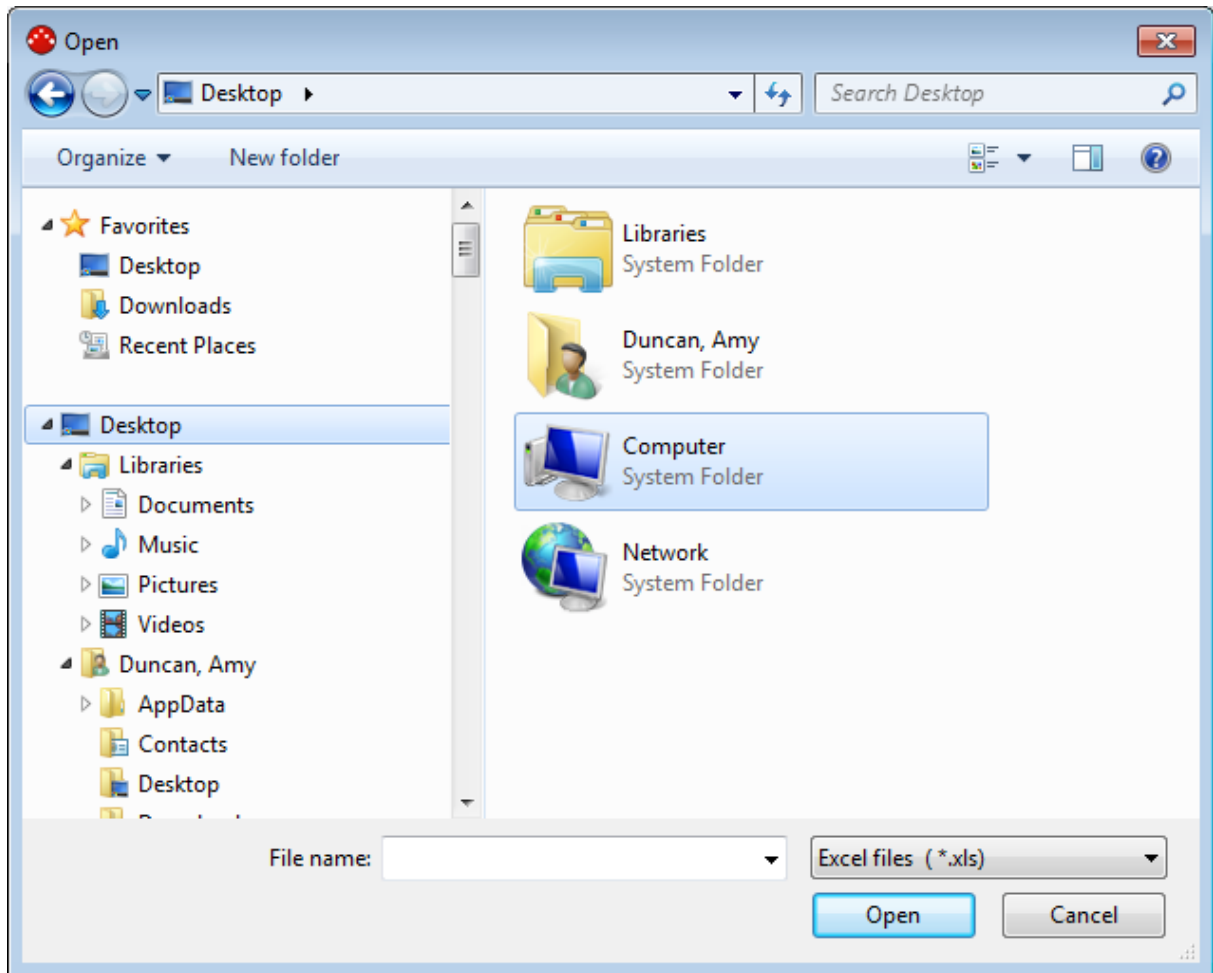 Open
Desktop
Search Desktop
Organize
New folder
Favorites
Desktop
Downloads
Recent Places
Desktop
Libraries
Documents
Music
Pictures
Videos
Duncan, Amy
AppData
Contacts
Desktop
Libraries
System Folder
Duncan, Amy
System Folder
Computer
System Folder
Network
System Folder
File name:
Excel files ( *.xls)
Open
Cancel